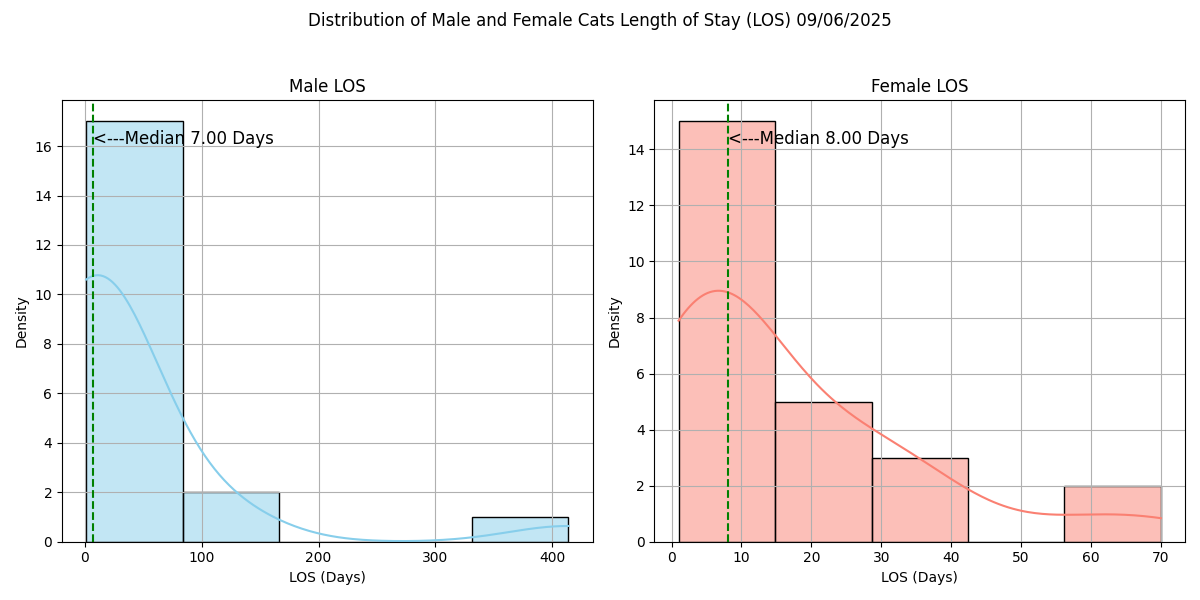 Distribution of Male and Female Cats Length of Stay (LOS) 09/06/2025
Male LOS
<---Median 7.00 Days
Density
16
14
12
10
8
6
4
2
0
0 100 200 300 400
LOS (Days)
Female LOS
<---Median 8.00 Days
Density
14
12
10
8
6
4
2
0
0 10 20 30 40 50 60 70
LOS (Days)